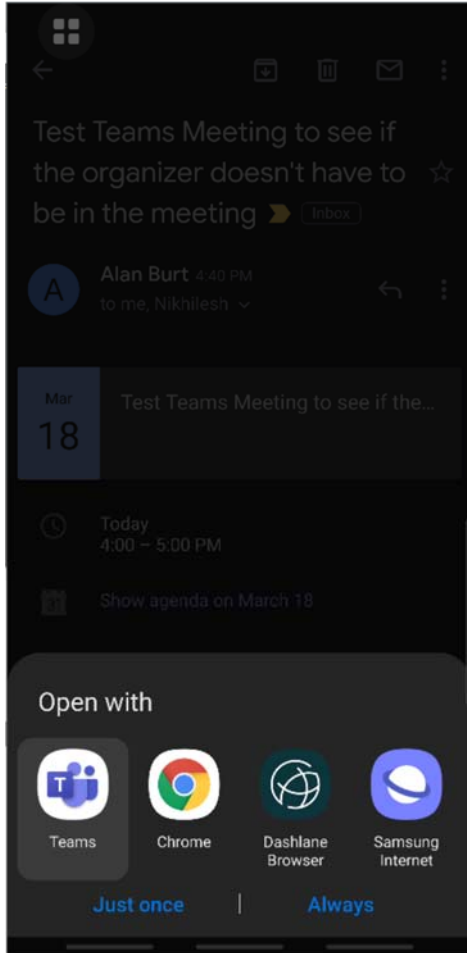 Test Teams Meeting to see if
the organizer doesn't have to
be in the meeting Inbox
A
Alan Burt 4:40 PM
to me, Nikhilesh
Mar
18
Test Teams Meeting to see if the...
Today
4:00 – 5:00 PM
31
Show agenda on March 18
Open with
T
Teams
Chrome
Dashlane
Browser
Samsung
Internet
Just once | Always